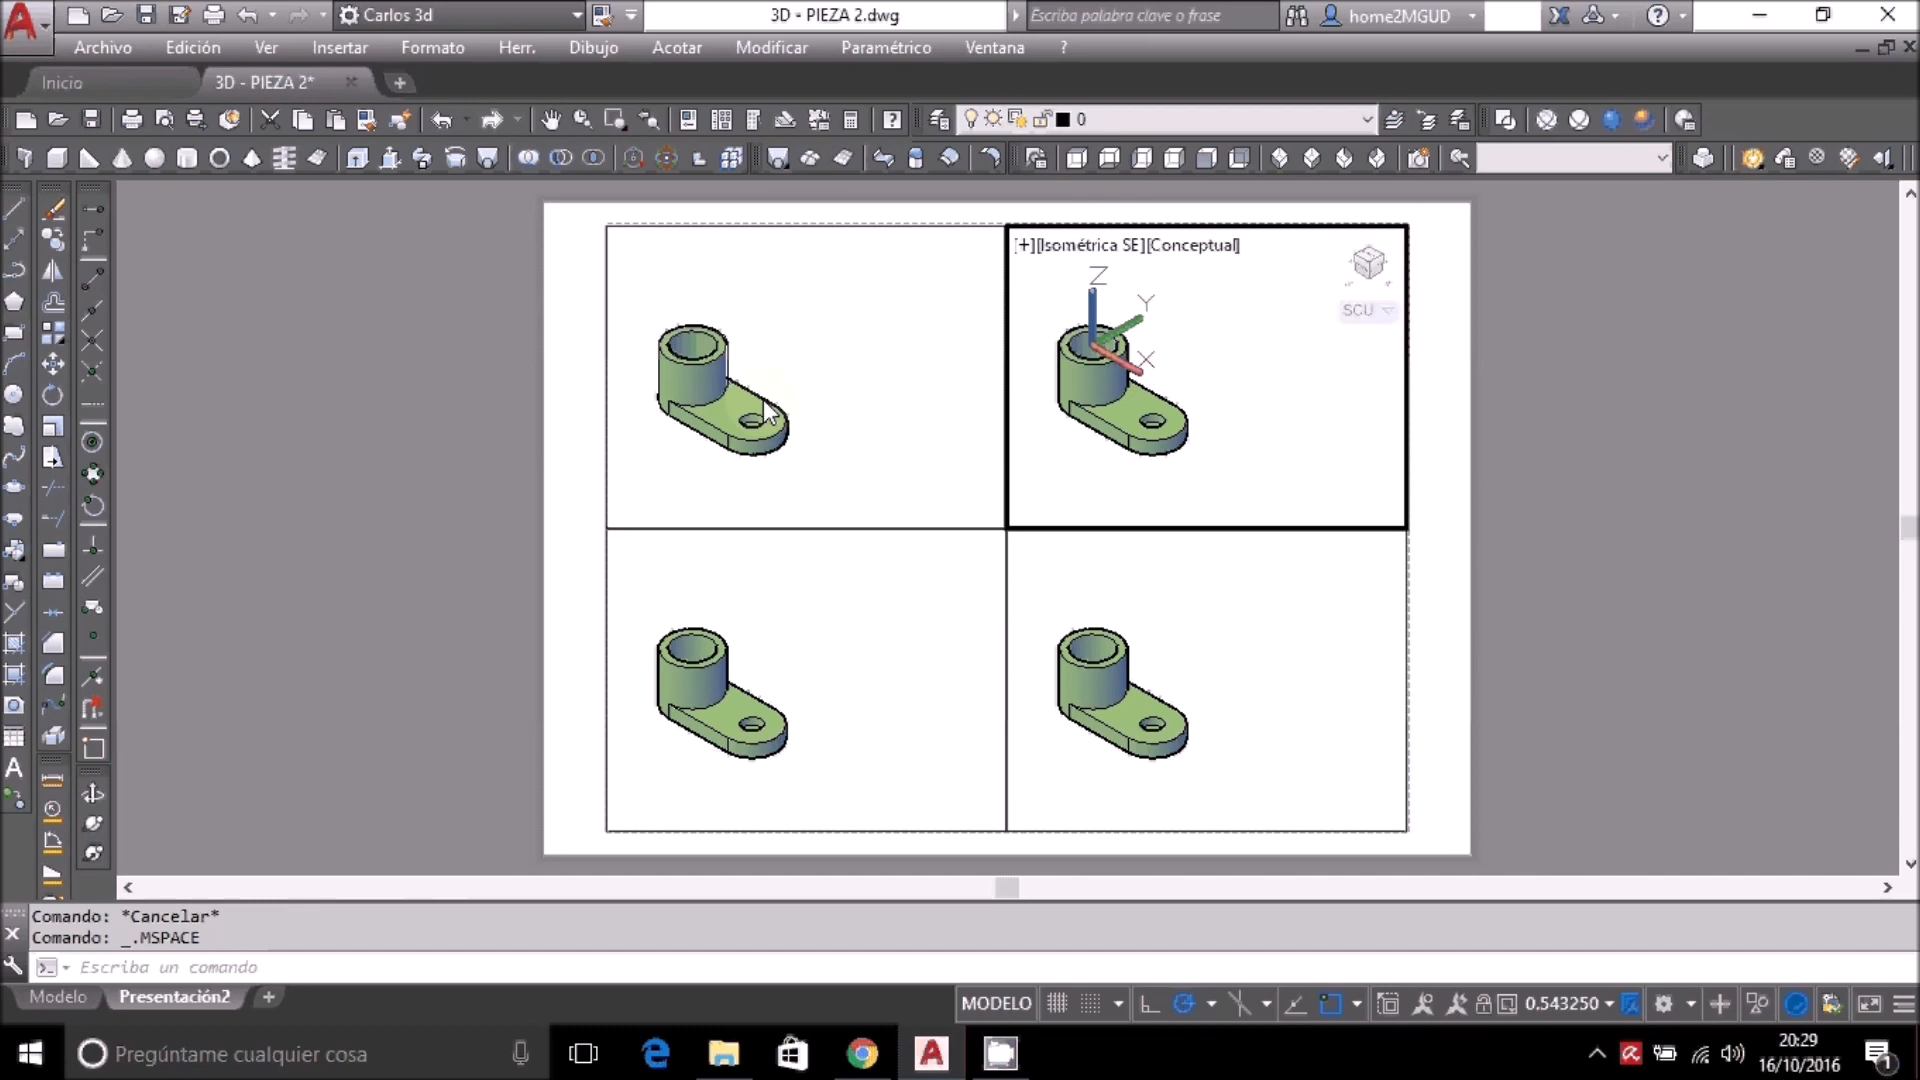 Carlos 3d
3D - PIEZA 2.dwg
Escriba palabra clave o frase
home2MGUD
Archivo Edición Ver Insertar Formato Herr. Dibujo Acotar Modificar Paramétrico Ventana ?
Inicio
3D - PIEZA 2*
0
[+][Isométrica SE][Conceptual]
Z
Y
X
SCU
Comando: *Cancelar*
Comando: _.MSPACE
Escriba un comando
Modelo
Presentación2
MODELO
0.543250
Pregúntame cualquier cosa
20:29
16/10/2016
1